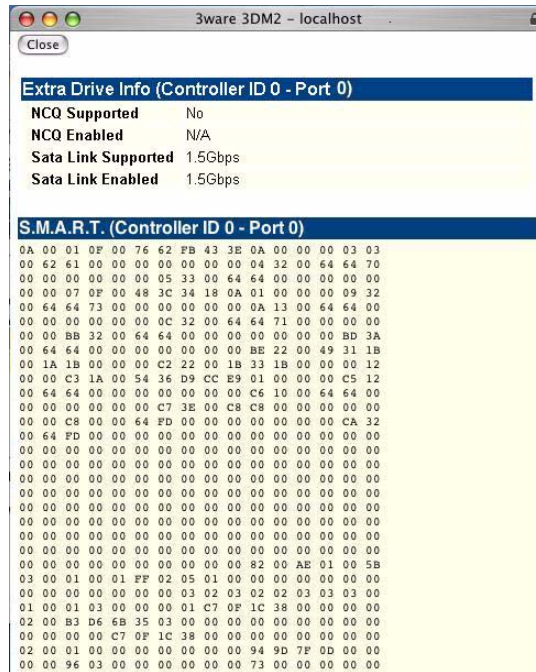 3ware 3DM2 - localhost
Close
Extra Drive Info (Controller ID 0 - Port 0)
NCQ Supported No
NCQ Enabled N/A
Sata Link Supported 1.5Gbps
Sata Link Enabled 1.5Gbps
S.M.A.R.T. (Controller ID 0 - Port 0)
0A 00 01 0F 00 76 62 FB 43 3E 0A 00 00 00 03 03
00 62 61 00 00 00 00 00 00 00 04 32 00 64 64 70
00 00 00 00 00 00 05 33 00 64 64 00 00 00 00 00
00 00 07 0F 00 48 3C 34 18 0A 01 00 00 00 09 32
00 64 64 73 00 00 00 00 00 00 0A 13 00 64 64 00
00 00 00 00 00 00 0C 32 00 64 64 71 00 00 00 00
00 00 BB 32 00 64 64 00 00 00 00 00 00 00 BD 3A
00 64 64 00 00 00 00 00 00 00 BE 22 00 49 31 1B
00 1A 1B 00 00 00 C2 22 00 1B 33 1B 00 00 00 12
00 00 C3 1A 00 54 36 D9 CC E9 01 00 00 00 C5 12
00 64 64 00 00 00 00 00 00 00 C6 10 00 64 64 00
00 00 00 00 00 00 C7 3E 00 C8 C8 00 00 00 00 00
00 00 C8 00 00 64 FD 00 00 00 00 00 00 00 CA 32
00 64 FD 00 00 00 00 00 00 00 00 00 00 00 00 00
00 00 00 00 00 00 00 00 00 00 00 00 00 00 00 00
00 00 00 00 00 00 00 00 00 00 00 00 00 00 00 00
00 00 00 00 00 00 00 00 00 00 00 00 00 00 00 00
00 00 00 00 00 00 00 00 00 00 00 00 00 00 00 00
00 00 00 00 00 00 00 00 00 00 00 00 00 00 00 00
00 00 00 00 00 00 00 00 00 00 00 00 00 00 00 00
00 00 00 00 00 00 00 00 00 00 00 00 00 00 00 00
00 00 00 00 00 00 00 00 00 00 82 00 AE 01 00 5B
03 00 01 00 01 FF 02 05 01 00 00 00 00 00 00 00
00 00 00 00 00 00 00 03 02 03 02 02 03 03 03 00
01 00 01 03 00 00 00 01 C7 0F 1C 38 00 00 00 00
02 00 B3 D6 6B 35 03 00 00 00 00 00 00 00 00 00
00 00 00 00 C7 0F 1C 38 00 00 00 00 00 00 00 00
02 00 01 00 00 00 00 00 00 00 94 9D 7F 0D 00 00
00 00 96 03 00 00 00 00 00 00 73 00 00 00 00 00